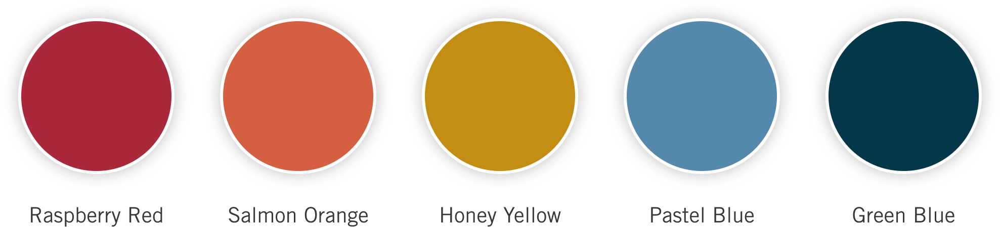 Raspberry Red
Salmon Orange
Honey Yellow
Pastel Blue
Green Blue